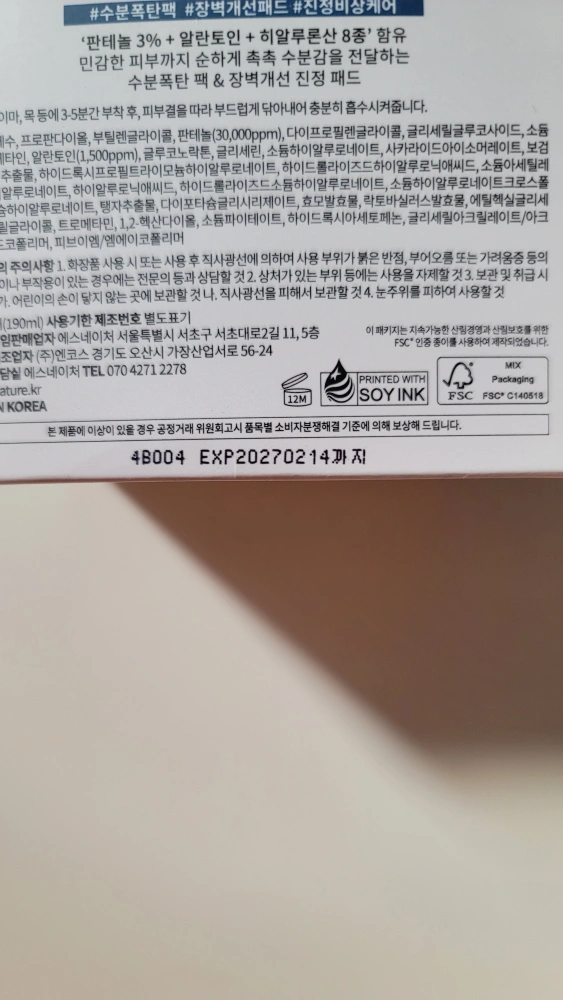 #수분폭탄팩 #장벽개선패드 #진정비상케어
‘판테놀 3% + 알란토인 + 히알루론산 8종’ 함유
민감한 피부까지 순하게 촉촉 수분감을 전달하는
수분폭탄 팩 & 장벽개선 진정 패드
이마, 목 등에 3-5분간 부착 후, 피부결을 따라 부드럽게 닦아내어 충분히 흡수시켜줍니다.
제수, 프로판다이올, 부틸렌글라이콜, 판테놀(30,000ppm), 다이프로필렌글라이콜, 글리세릴글루코사이드, 소듐
베타인, 알란토인(1,500ppm), 글루코노락톤, 글리세린, 소듐하이알루로네이트, 사카라이드아이소머레이트, 보검
추출물, 하이드록시프로필트라이모늄하이알루로네이트, 하이드롤라이즈드하이알루로닉애씨드, 소듐아세틸레
알루로네이트, 하이알루로닉애씨드, 하이드롤라이즈드소듐하이알루로네이트, 소듐하이알루로네이트크로스폴
슘하이알루로네이트, 탱자추출물, 다이포타슘글리시리제이트, 효모발효물, 락토바실러스발효물, 에틸헥실글리세
릴글라이콜, 트로메타민, 1,2-헥산다이올, 소듐파이테이트, 하이드록시아세토페논, 글리세릴아크릴레이트/아크
드코폴리머, 피브이엠/엠에이코폴리머
의 주의사항 1. 화장품 사용 시 또는 사용 후 직사광선에 의하여 사용 부위가 붉은 반점, 부어오름 또는 가려움증 등의
이나 부작용이 있는 경우에는 전문의 등과 상담할 것 2. 상처가 있는 부위 등에는 사용을 자제할 것 3. 보관 및 취급 시
가. 어린이의 손이 닿지 않는 곳에 보관할 것 나. 직사광선을 피해서 보관할 것 4. 눈주위를 피하여 사용할 것
(190ml) 사용기한 제조번호 별도표기
임판매업자 에스네이처 서울특별시 서초구 서초대로2길 11, 5층
조업자 (주)엔코스 경기도 오산시 가장산업서로 56-24
담실 에스네이처 TEL 070 4271 2278
ature.kr
N KOREA
이 패키지는 지속가능한 산림경영과 산림보호를 위한
FSC® 인증 종이를 사용하여 제작되었습니다.
12M
PRINTED WITH
SOY INK
FSC
MIX
Packaging
FSC® C140518
본 제품에 이상이 있을 경우 공정거래 위원회고시 품목별 소비자분쟁해결 기준에 의해 보상해 드립니다.
4B004 EXP20270214까지